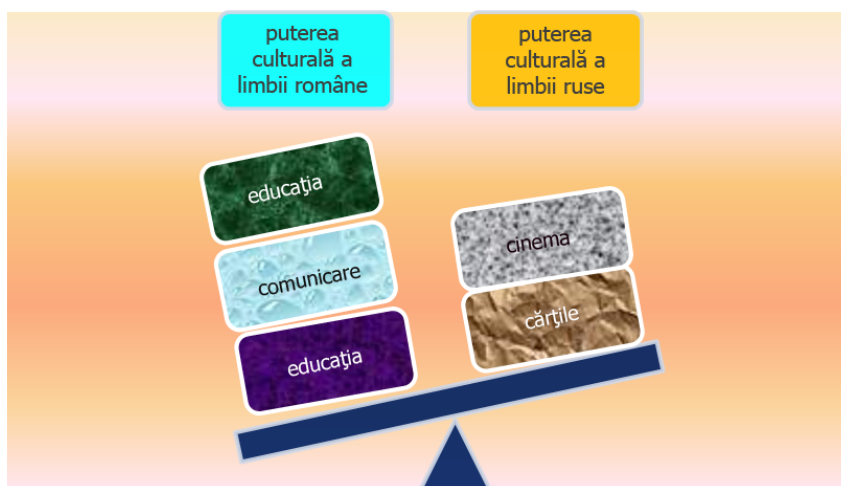 puterea
culturală a
limbii române
puterea
culturală a
limbii ruse
educaţia
comunicare
educaţia
cinema
cărţile